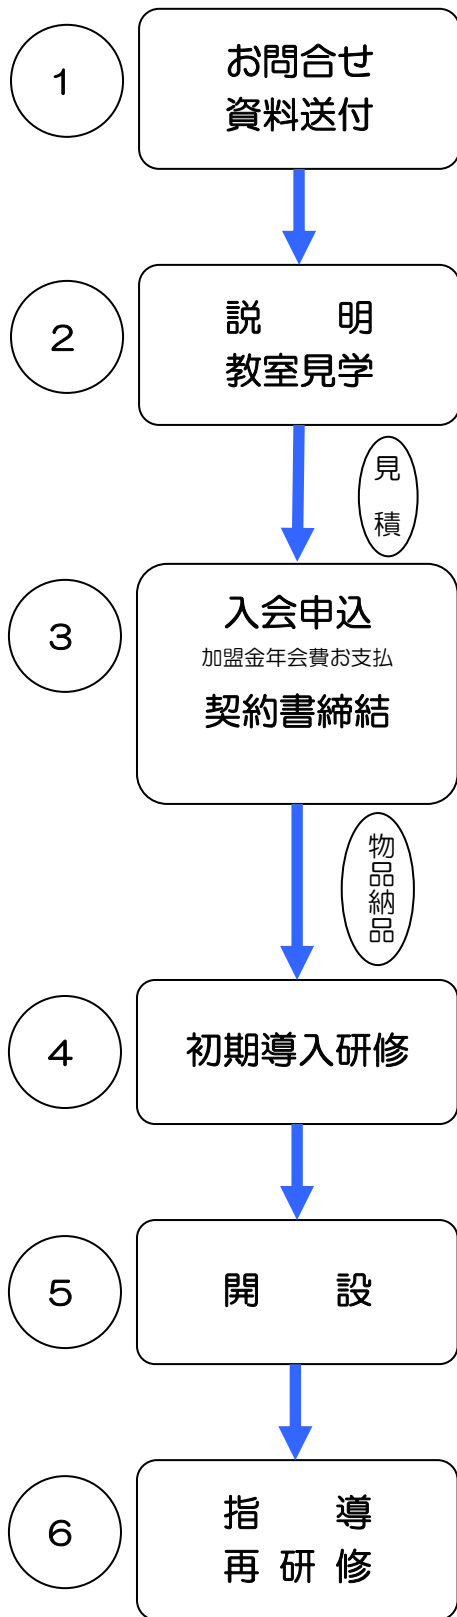 1
お問合せ
資料送付
2
説　明
教室見学
見積
3
入会申込
加盟金年会費お支払
契約書締結
物品納品
4
初期導入研修
5
開　設
6
指　導
再 研 修